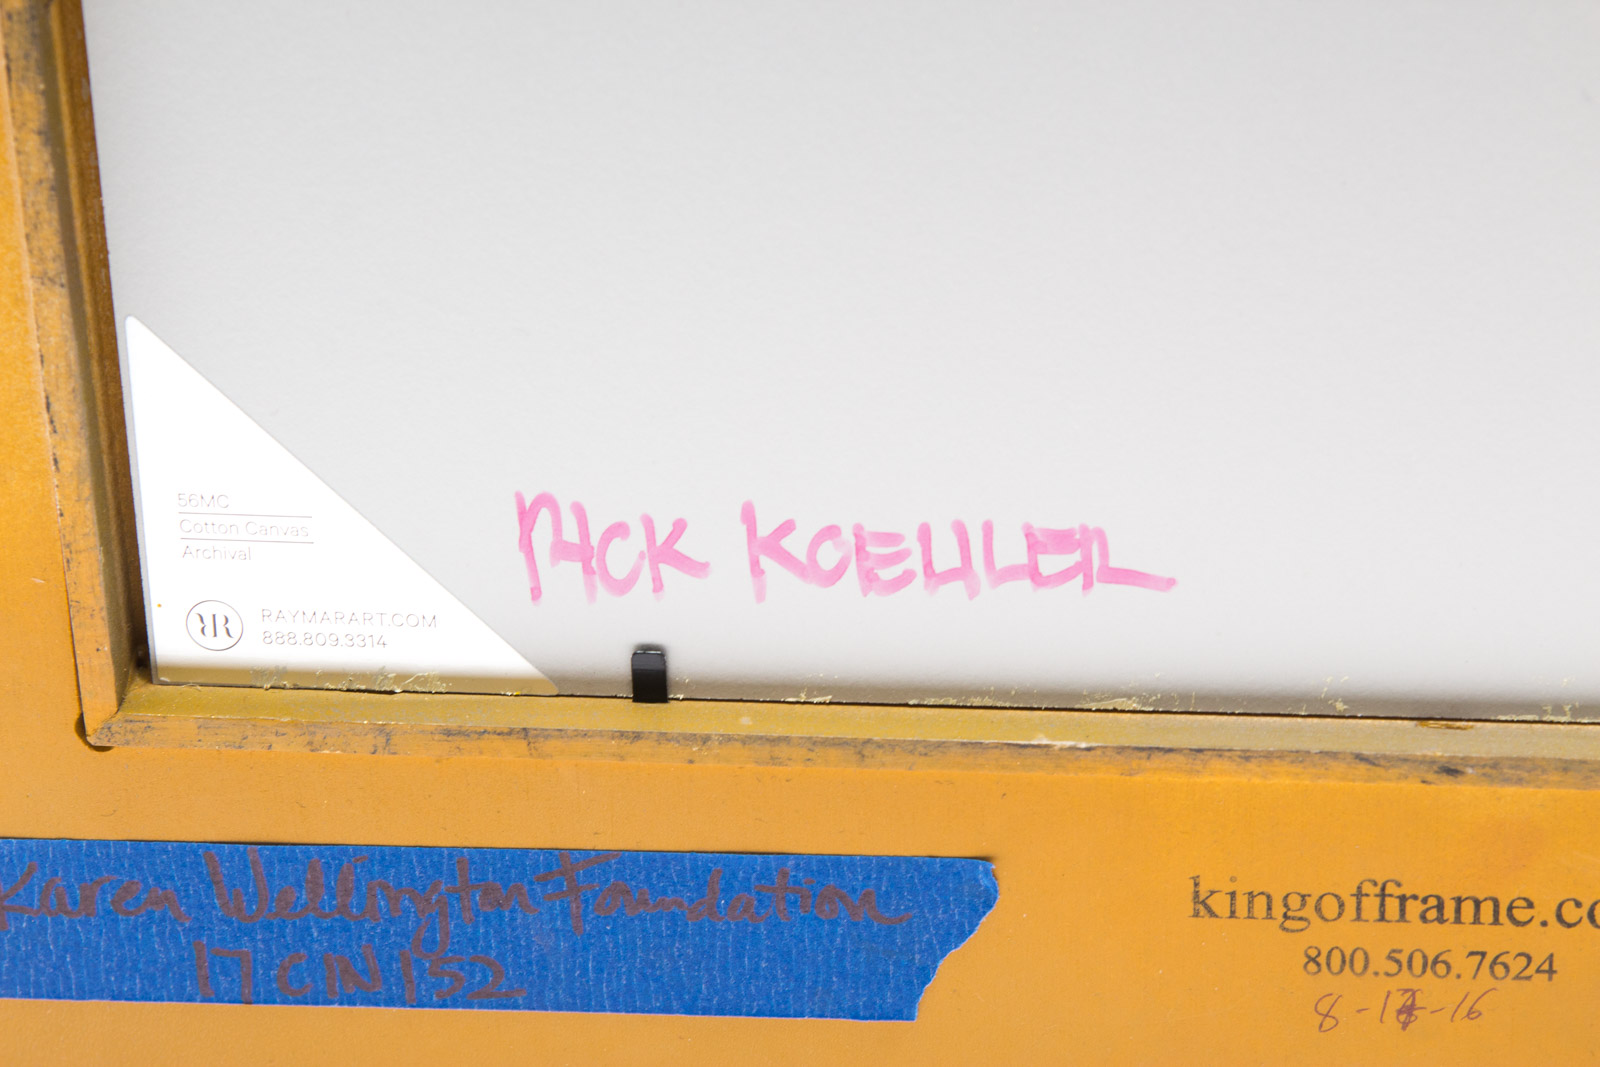 56MC
Cotton Canvas
Archival
RR RAYMARART.COM
888.809.3314
RICK KOEHLER
Karen Wellington Foundation
17CIN152
kingofframe.co
800.506.7624